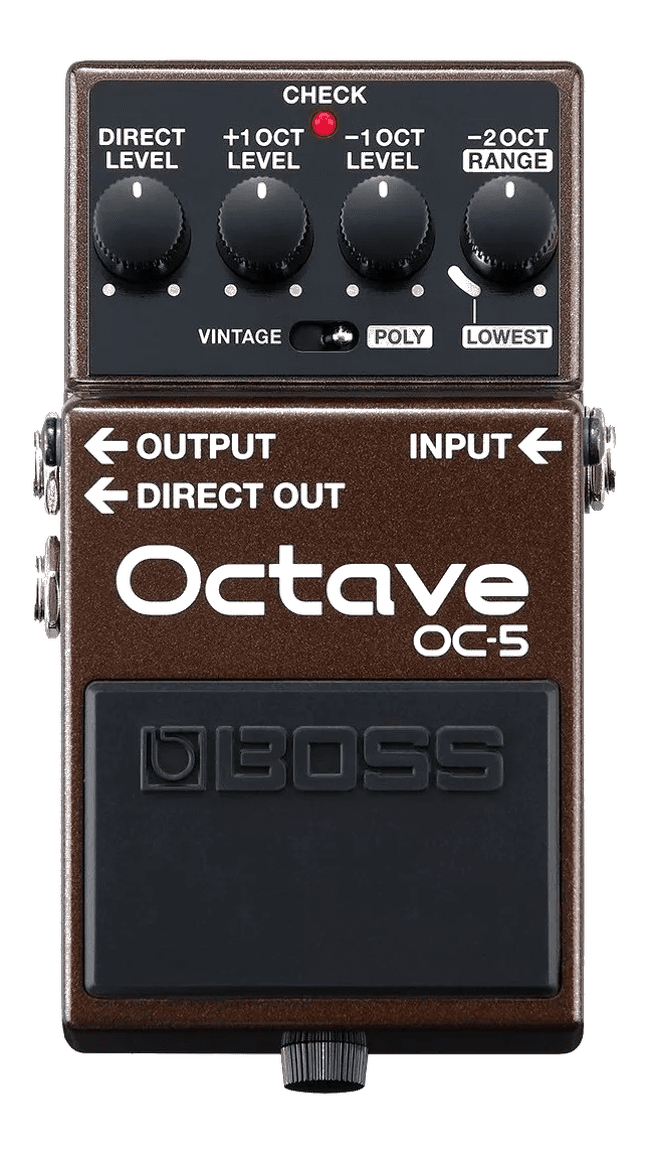 CHECK
DIRECT LEVEL
+1 OCT LEVEL
−1 OCT LEVEL
−2 OCT
RANGE
VINTAGE
POLY
LOWEST
← OUTPUT
INPUT ←
← DIRECT OUT
Octave
OC-5
BOSS